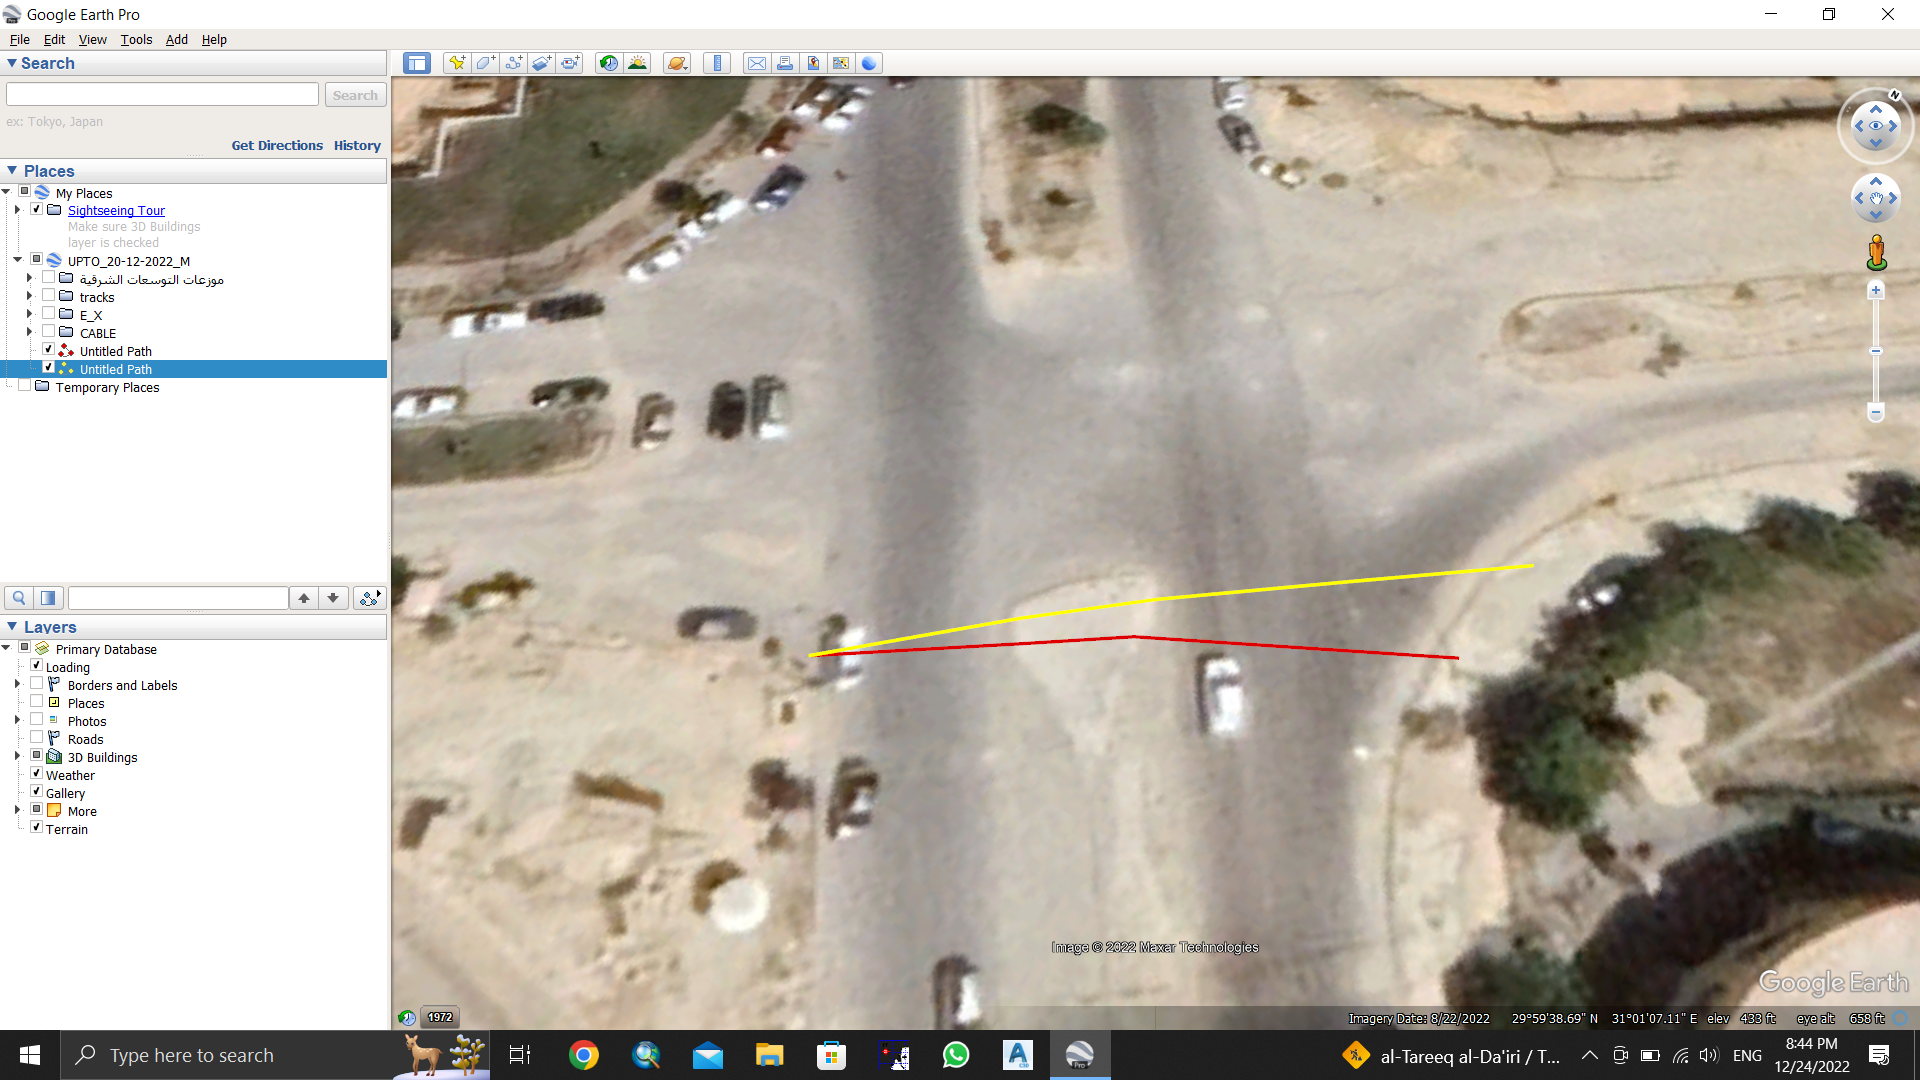 Google Earth Pro
File Edit View Tools Add Help
Search
Search
ex: Tokyo, Japan
Get Directions History
Places
My Places
Sightseeing Tour
Make sure 3D Buildings
layer is checked
UPTO_20-12-2022_M
موزعات التوسعات الشرقية
tracks
E_X
CABLE
Untitled Path
Untitled Path
Temporary Places
Layers
Primary Database
Loading
Borders and Labels
Places
Photos
Roads
3D Buildings
Weather
Gallery
More
Terrain
N
Image © 2022 Maxar Technologies
Google Earth
1972
Imagery Date: 8/22/2022 29°59'38.69" N 31°01'07.11" E elev 433 ft eye alt 658 ft
Type here to search
Pro
al-Tareeq al-Da'iri / T...
ENG
8:44 PM
12/24/2022